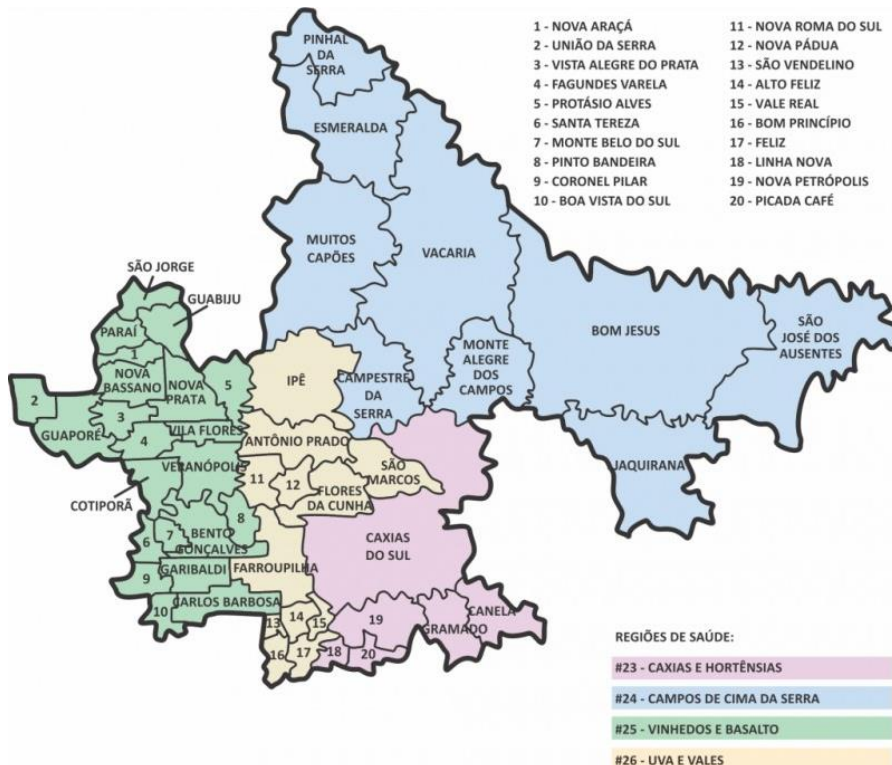 1 - NOVA ARAÇÁ
2 - UNIÃO DA SERRA
3 - VISTA ALEGRE DO PRATA
4 - FAGUNDES VARELA
5 - PROTÁSIO ALVES
6 - SANTA TEREZA
7 - MONTE BELO DO SUL
8 - PINTO BANDEIRA
9 - CORONEL PILAR
10 - BOA VISTA DO SUL
11 - NOVA ROMA DO SUL
12 - NOVA PÁDUA
13 - SÃO VENDELINO
14 - ALTO FELIZ
15 - VALE REAL
16 - BOM PRINCÍPIO
17 - FELIZ
18 - LINHA NOVA
19 - NOVA PETRÓPOLIS
20 - PICADA CAFÉ
PINHAL
DA
SERRA
ESMERALDA
MUITOS
CAPÕES
VACARIA
BOM JESUS
SÃO
JOSÉ DOS
AUSENTES
MONTE
ALEGRE
DOS
CAMPOS
CAMPESTRE
DA
SERRA
JAQUIRANA
SÃO JORGE
GUABIJU
PARAÍ
1
NOVA
BASSANO
NOVA
PRATA
5
2
GUAPORÉ
3
4
VILA FLORES
VERANÓPOLIS
COTIPORÃ
IPÊ
ANTÔNIO PRADO
SÃO
MARCOS
11
12
FLORES
DA CUNHA
6
7
BENTO
GONÇALVES
8
9
GARIBALDI
FARROUPILHA
CAXIAS
DO SUL
10
CARLOS BARBOSA
13
14
15
16
17
18
19
20
GRAMADO
CANELA
REGIÕES DE SAÚDE:
#23 - CAXIAS E HORTÊNSIAS
#24 - CAMPOS DE CIMA DA SERRA
#25 - VINHEDOS E BASALTO
#26 - UVA E VALES